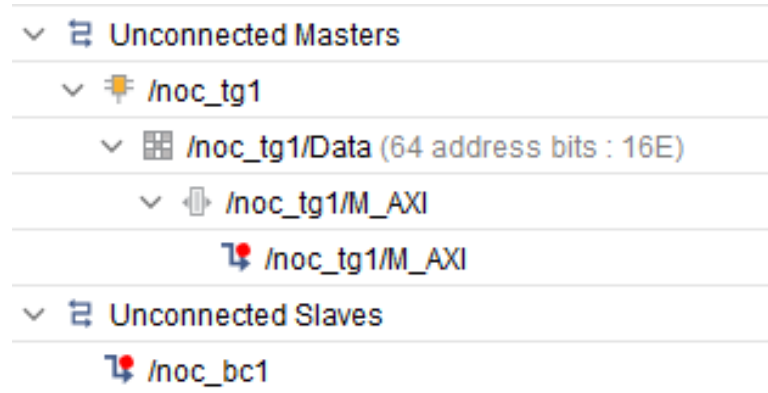 Unconnected Masters
/noc_tg1
/noc_tg1/Data (64 address bits : 16E)
/noc_tg1/M_AXI
/noc_tg1/M_AXI
Unconnected Slaves
/noc_bc1